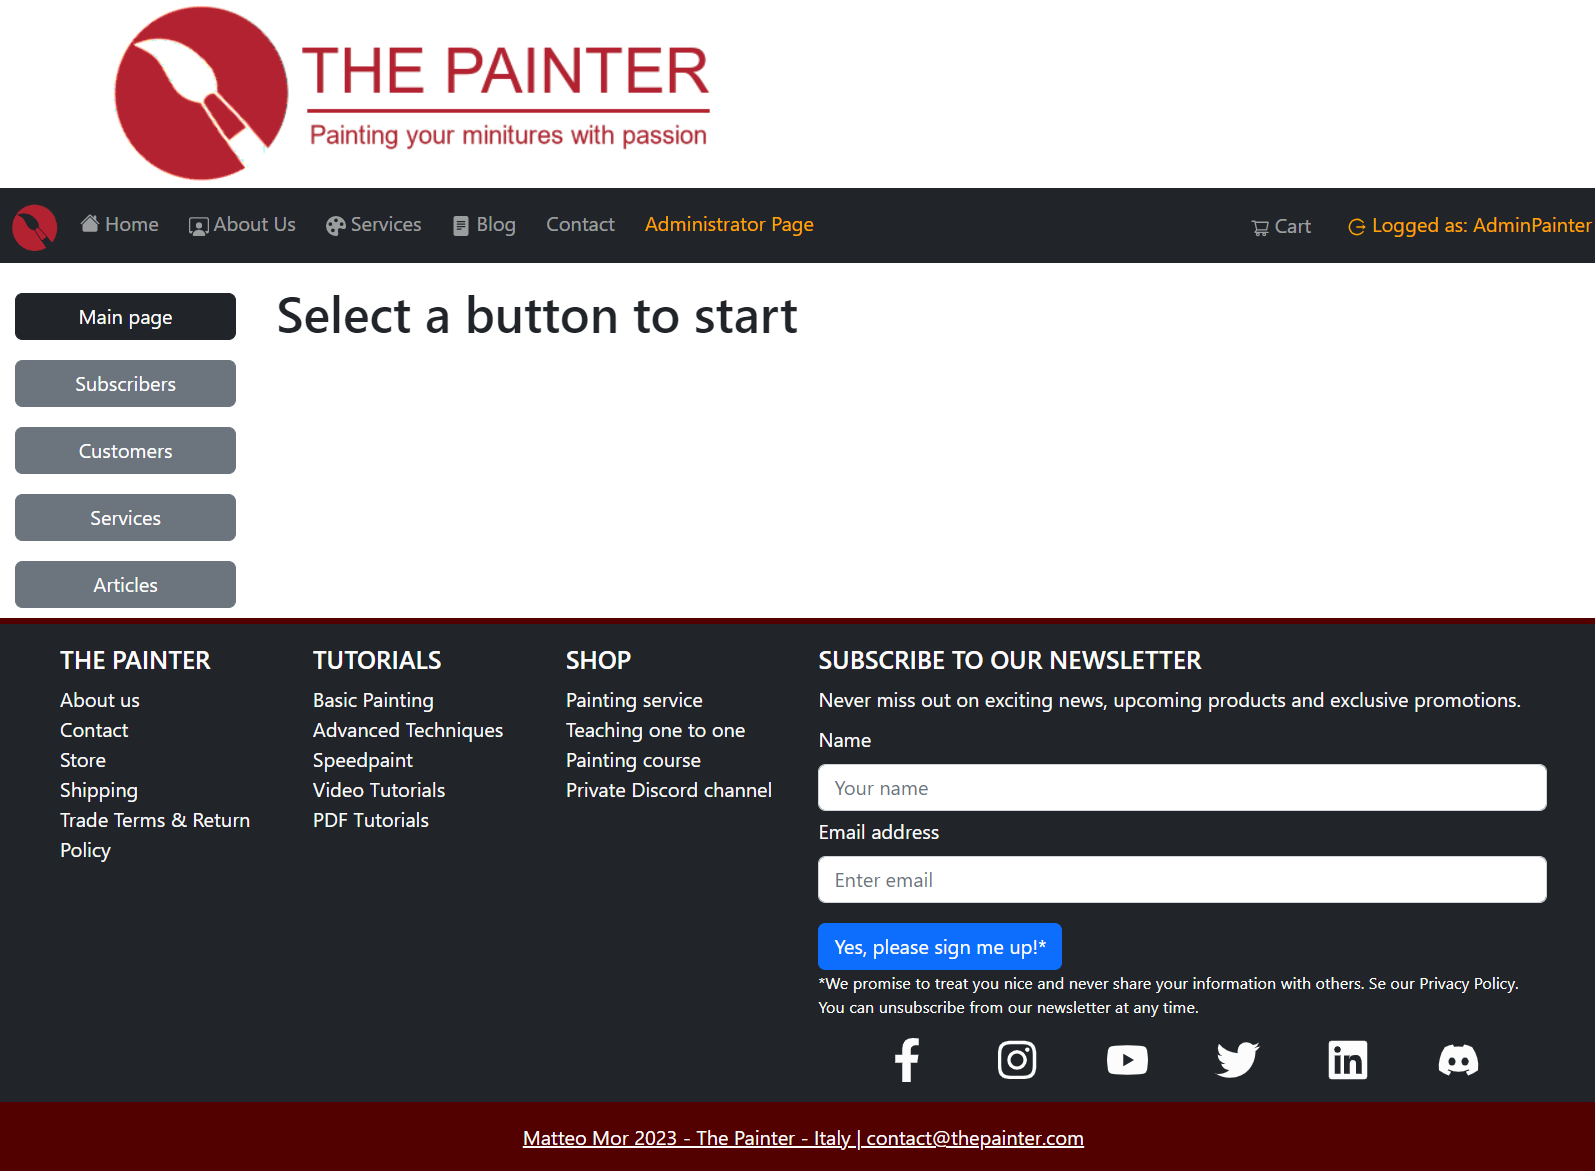 THE PAINTER
Painting your minitures with passion
Home About Us Services Blog Contact Administrator Page Cart Logged as: AdminPainter
Main page
Subscribers
Customers
Services
Articles
Select a button to start
THE PAINTER
About us
Contact
Store
Shipping
Trade Terms & Return
Policy
TUTORIALS
Basic Painting
Advanced Techniques
Speedpaint
Video Tutorials
PDF Tutorials
SHOP
Painting service
Teaching one to one
Painting course
Private Discord channel
SUBSCRIBE TO OUR NEWSLETTER
Never miss out on exciting news, upcoming products and exclusive promotions.
Name
Your name
Email address
Enter email
Yes, please sign me up!*
*We promise to treat you nice and never share your information with others. Se our Privacy Policy.
You can unsubscribe from our newsletter at any time.
Matteo Mor 2023 - The Painter - Italy | contact@thepainter.com